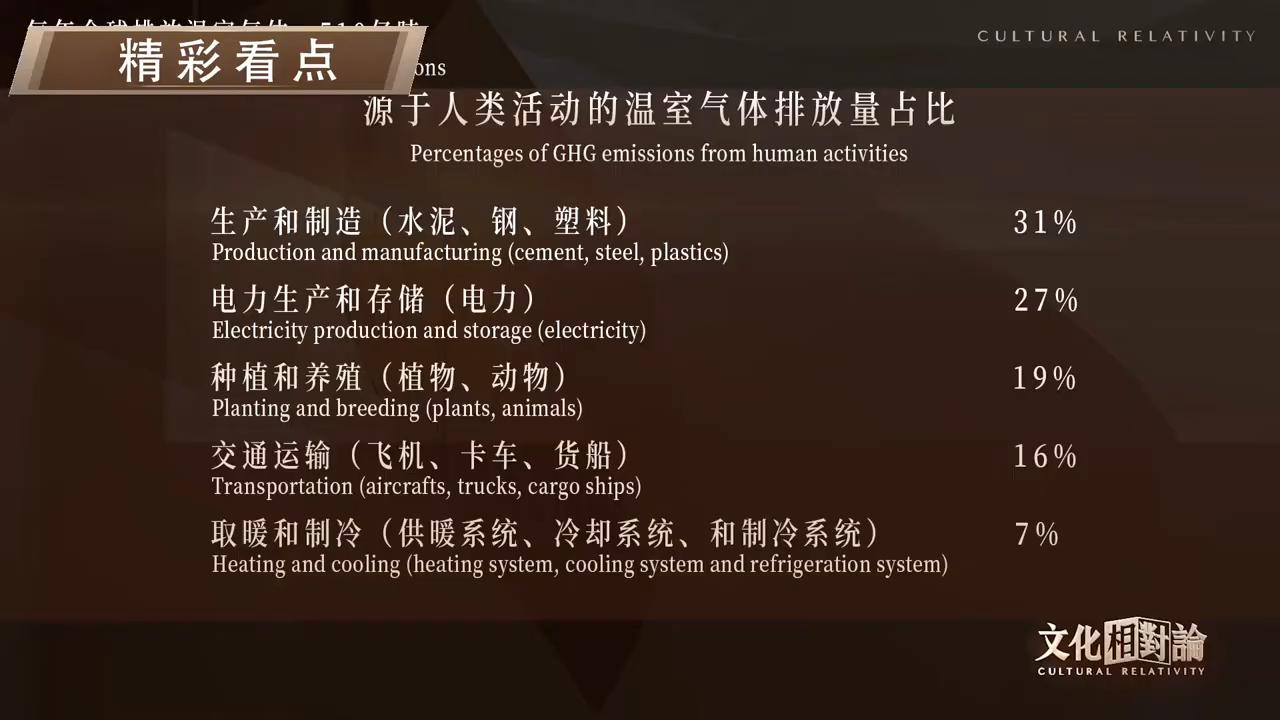 CULTURAL RELATIVITY
精彩看点
ons
源于人类活动的温室气体排放量占比
Percentages of GHG emissions from human activities
生产和制造（水泥、钢、塑料） 31%
Production and manufacturing (cement, steel, plastics)
电力生产和存储（电力） 27%
Electricity production and storage (electricity)
种植和养殖（植物、动物） 19%
Planting and breeding (plants, animals)
交通运输（飞机、卡车、货船） 16%
Transportation (aircrafts, trucks, cargo ships)
取暖和制冷（供暖系统、冷却系统、和制冷系统） 7%
Heating and cooling (heating system, cooling system and refrigeration system)
文化相對論
CULTURAL RELATIVITY